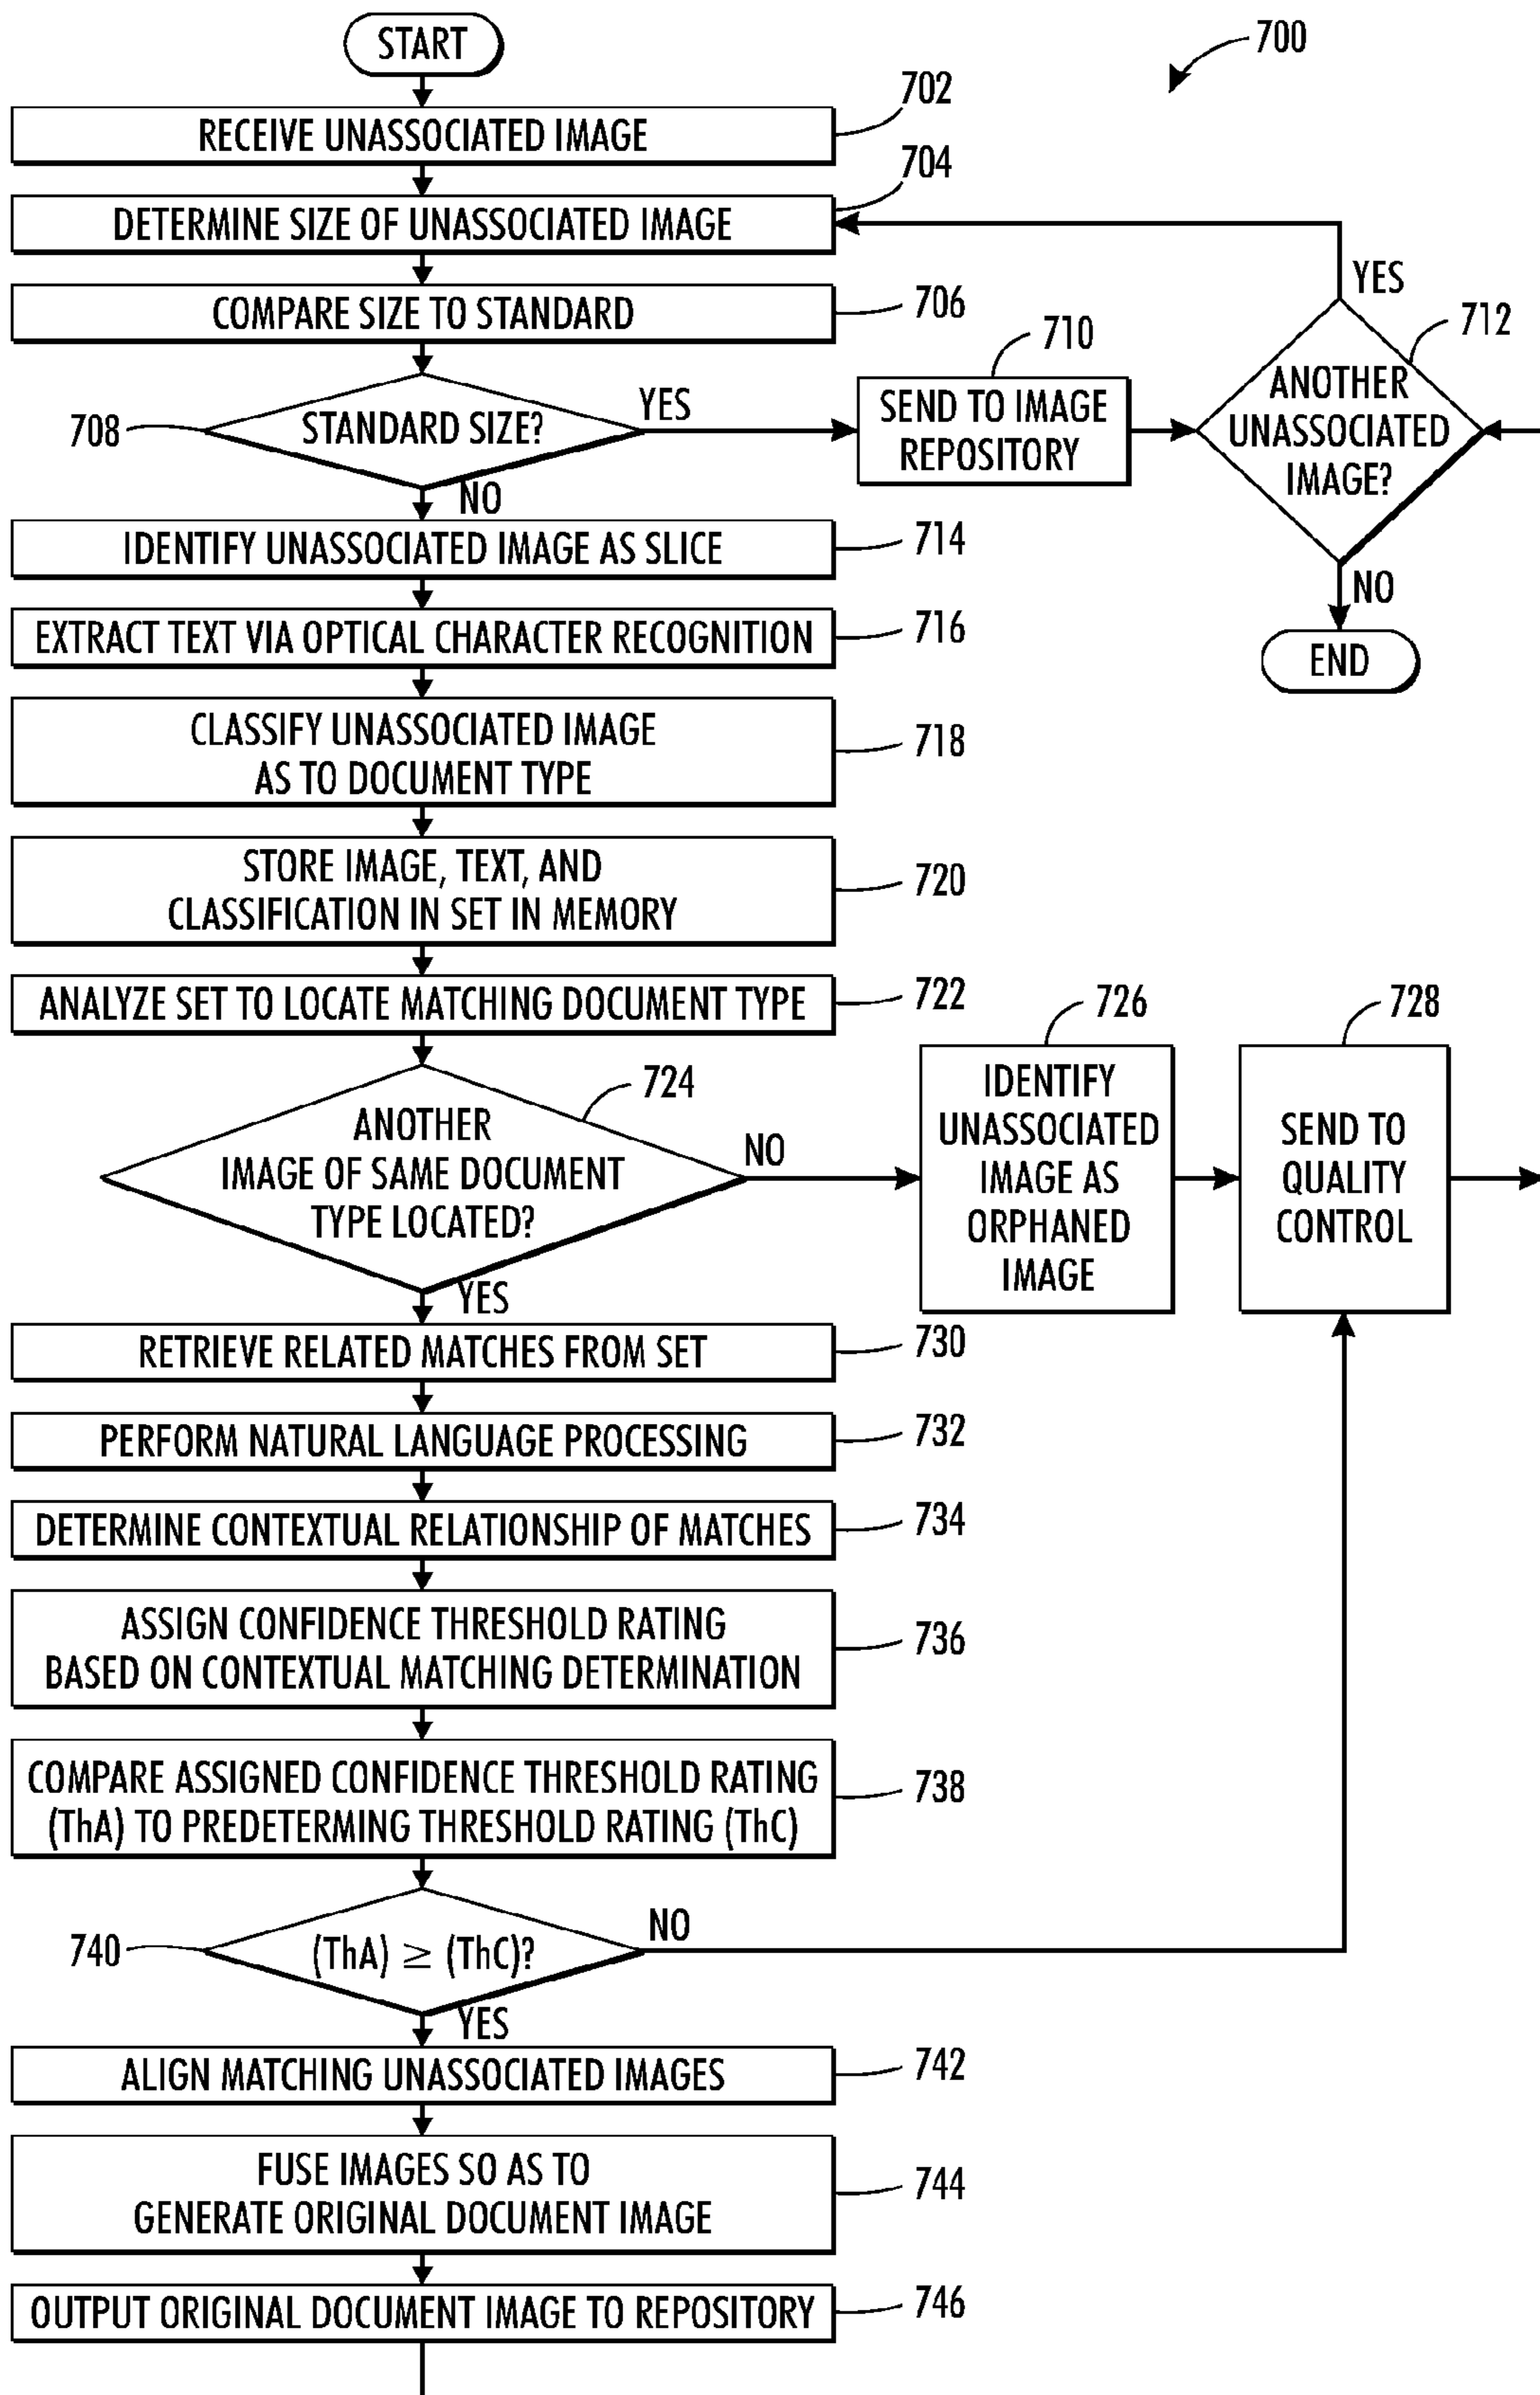 START
700
702
RECEIVE UNASSOCIATED IMAGE
704
DETERMINE SIZE OF UNASSOCIATED IMAGE
COMPARE SIZE TO STANDARD
706
708
STANDARD SIZE?
YES
NO
710
SEND TO IMAGE
REPOSITORY
712
YES
ANOTHER
UNASSOCIATED
IMAGE?
NO
END
IDENTIFY UNASSOCIATED IMAGE AS SLICE
714
EXTRACT TEXT VIA OPTICAL CHARACTER RECOGNITION
716
CLASSIFY UNASSOCIATED IMAGE
AS TO DOCUMENT TYPE
718
STORE IMAGE, TEXT, AND
CLASSIFICATION IN SET IN MEMORY
720
ANALYZE SET TO LOCATE MATCHING DOCUMENT TYPE
722
724
ANOTHER
IMAGE OF SAME DOCUMENT
TYPE LOCATED?
NO
YES
726
IDENTIFY
UNASSOCIATED
IMAGE AS
ORPHANED
IMAGE
728
SEND TO
QUALITY
CONTROL
RETRIEVE RELATED MATCHES FROM SET
730
PERFORM NATURAL LANGUAGE PROCESSING
732
DETERMINE CONTEXTUAL RELATIONSHIP OF MATCHES
734
ASSIGN CONFIDENCE THRESHOLD RATING
BASED ON CONTEXTUAL MATCHING DETERMINATION
736
COMPARE ASSIGNED CONFIDENCE THRESHOLD RATING
(ThA) TO PREDETERMING THRESHOLD RATING (ThC)
738
740
(ThA) ≥ (ThC)?
NO
YES
ALIGN MATCHING UNASSOCIATED IMAGES
742
FUSE IMAGES SO AS TO
GENERATE ORIGINAL DOCUMENT IMAGE
744
OUTPUT ORIGINAL DOCUMENT IMAGE TO REPOSITORY
746